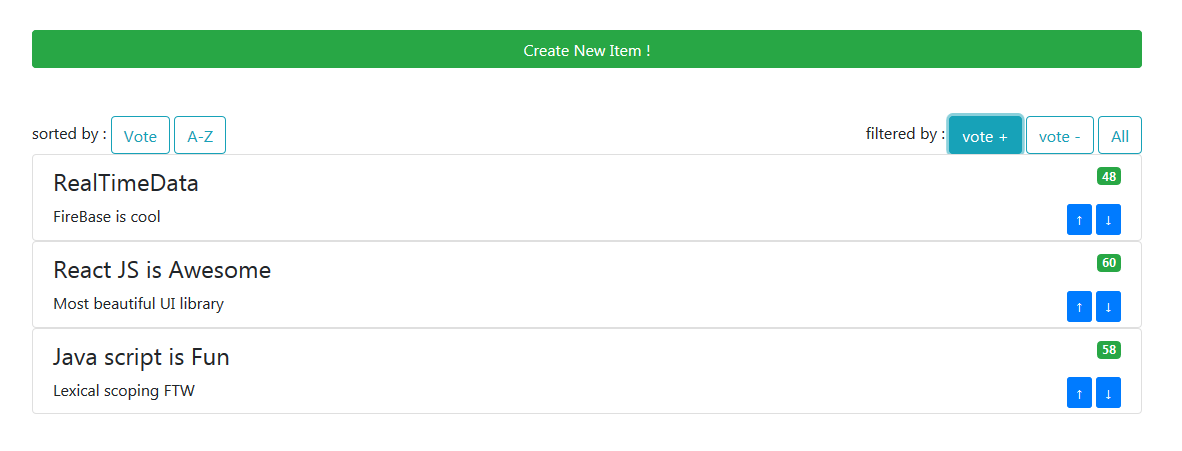 Create New Item !
sorted by : Vote A-Z filtered by : vote + vote - All
RealTimeData 48
FireBase is cool ↑ ↓
React JS is Awesome 60
Most beautiful UI library ↑ ↓
Java script is Fun 58
Lexical scoping FTW ↑ ↓